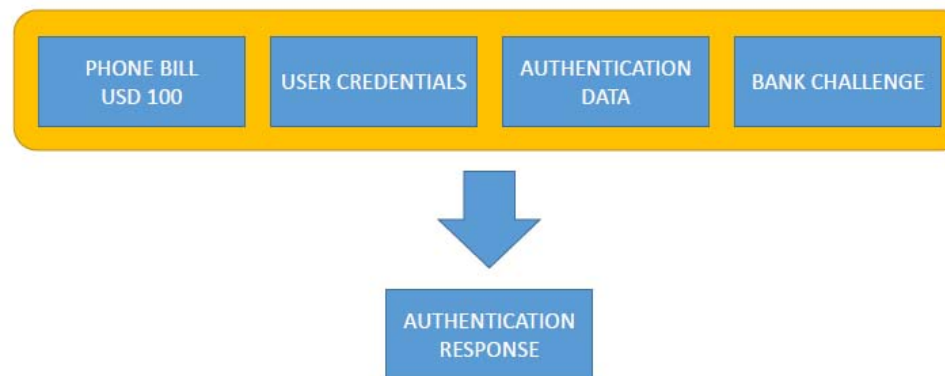 PHONE BILL
USD 100
USER CREDENTIALS
AUTHENTICATION
DATA
BANK CHALLENGE
AUTHENTICATION
RESPONSE